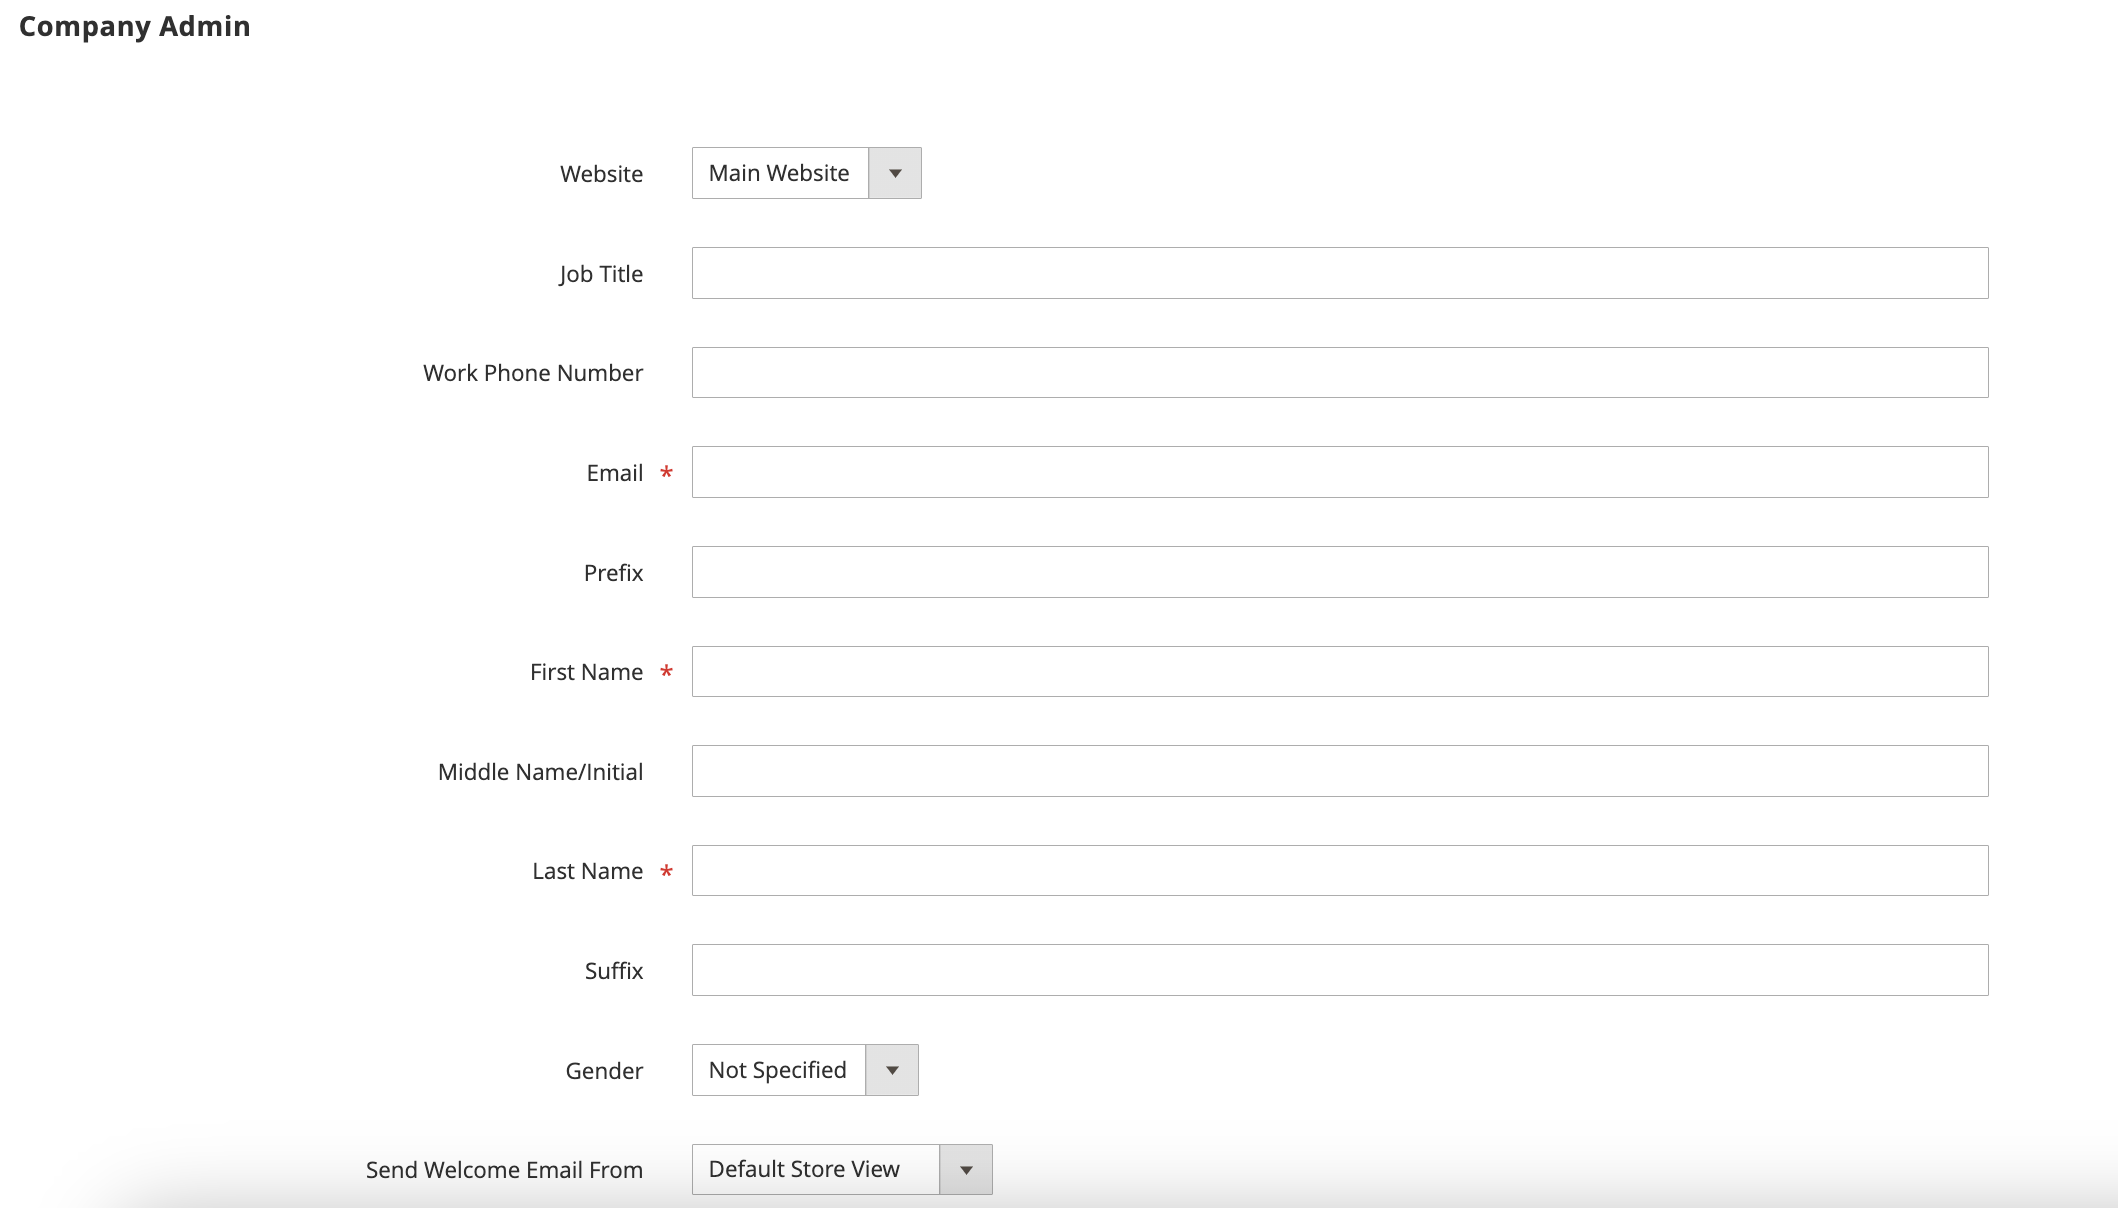 Company Admin
Website Main Website
Job Title
Work Phone Number
Email *
Prefix
First Name *
Middle Name/Initial
Last Name *
Suffix
Gender Not Specified
Send Welcome Email From Default Store View